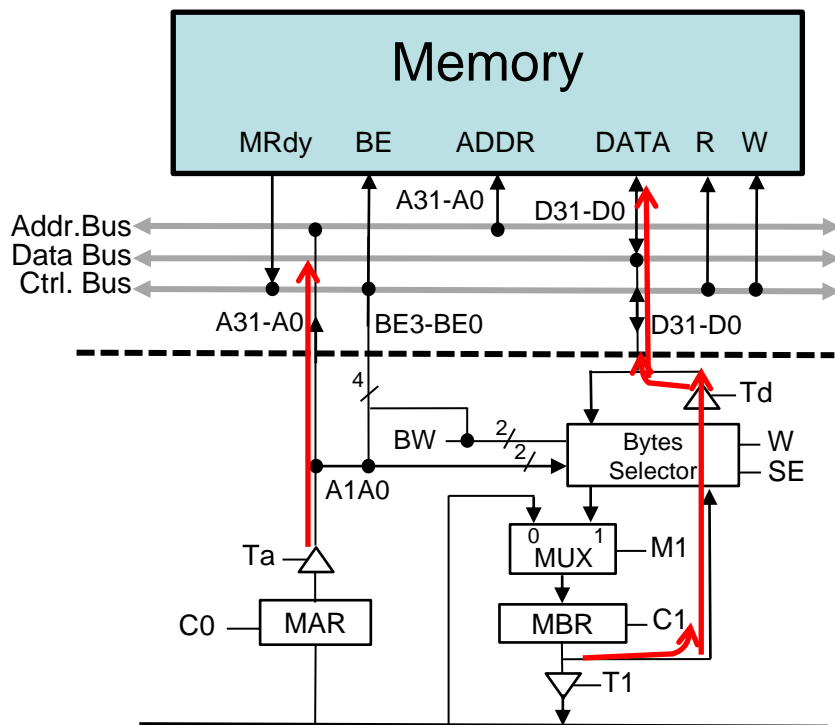 Memory
MRdy BE ADDR DATA R W
A31-A0 D31-D0
Addr.Bus
Data Bus
Ctrl. Bus
A31-A0 BE3-BE0 D31-D0
4
Td
BW 2 2 Bytes Selector W
SE
A1A0
0 1
MUX M1
Ta
C0 MAR MBR C1
T1